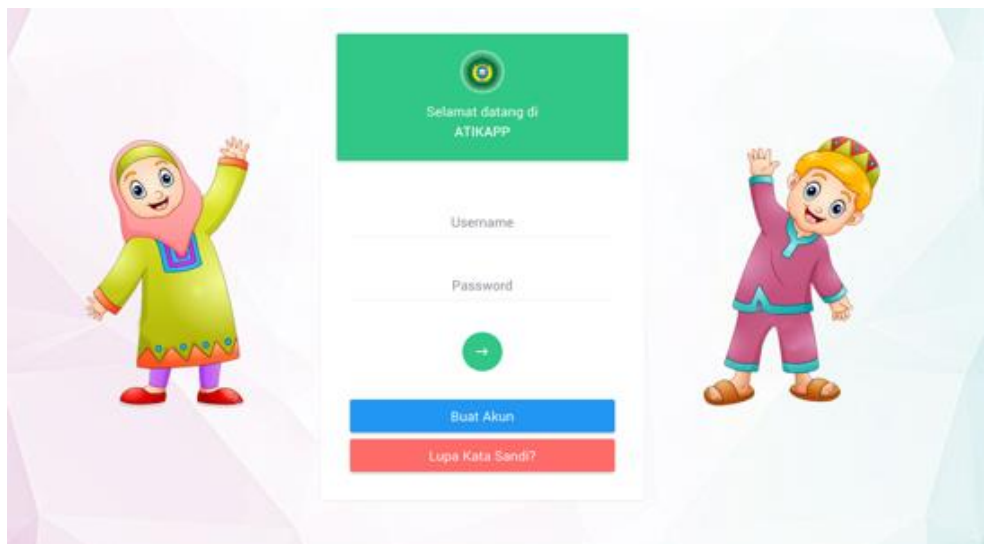 Selamat datang di
ATIKAPP
Username
Password
Buat Akun
Lupa Kata Sandi?